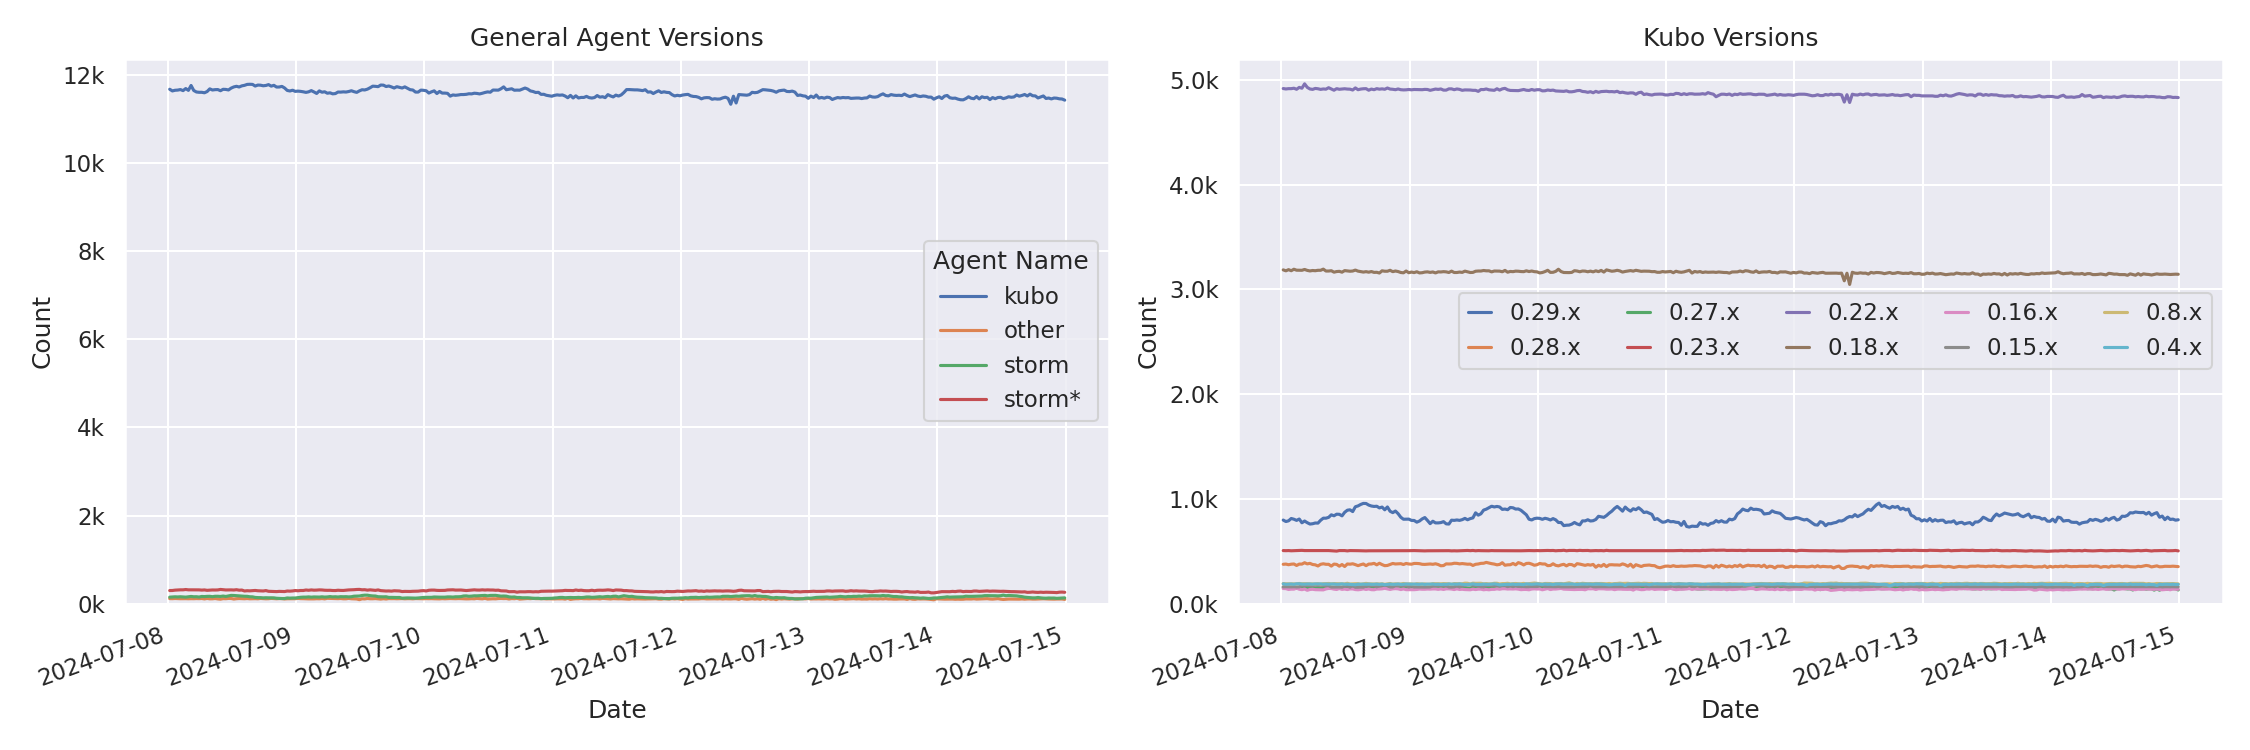 General Agent Versions
12k
10k
8k
6k
4k
2k
0k
Count
Agent Name
kubo
other
storm
storm*
2024-07-08
2024-07-09
2024-07-10
2024-07-11
2024-07-12
2024-07-13
2024-07-14
2024-07-15
Date
Kubo Versions
5.0k
4.0k
3.0k
2.0k
1.0k
0.0k
Count
0.29.x 0.27.x 0.22.x 0.16.x 0.8.x
0.28.x 0.23.x 0.18.x 0.15.x 0.4.x
2024-07-08
2024-07-09
2024-07-10
2024-07-11
2024-07-12
2024-07-13
2024-07-14
2024-07-15
Date